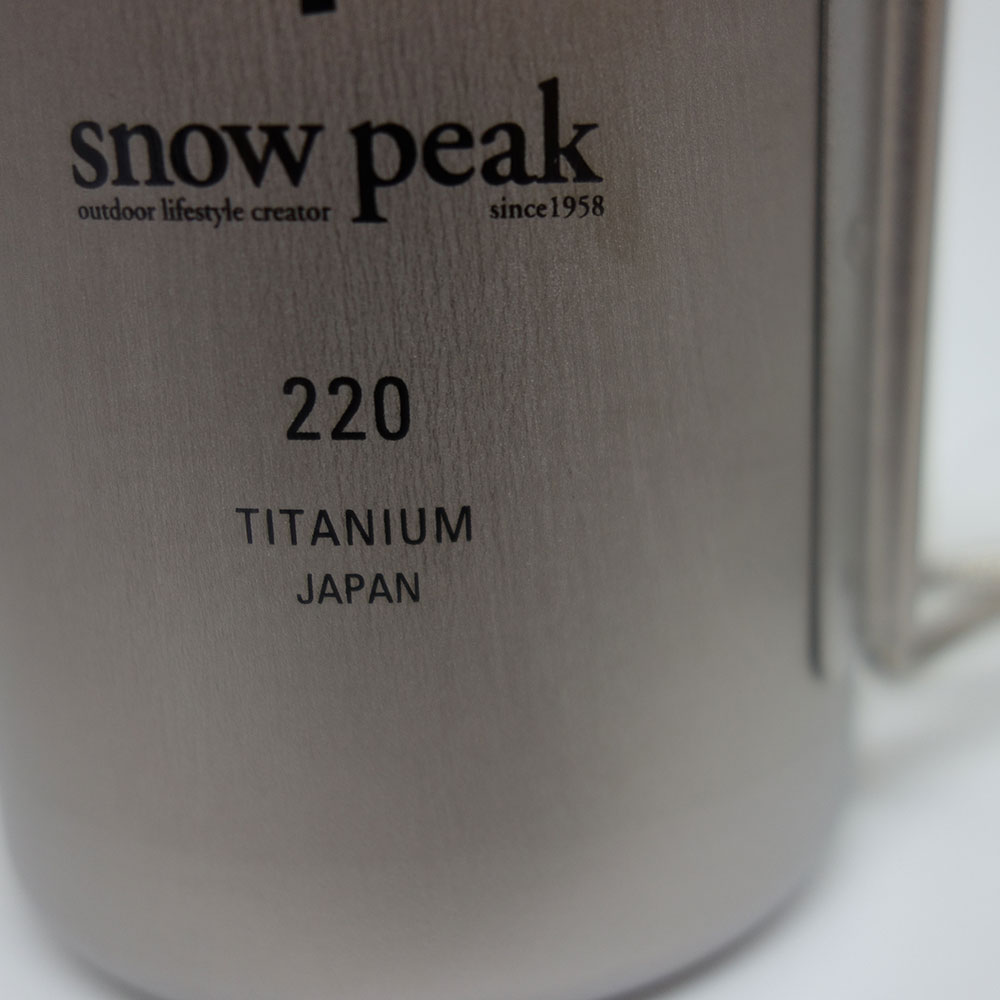 snow peak
outdoor lifestyle creator since1958
220
TITANIUM
JAPAN